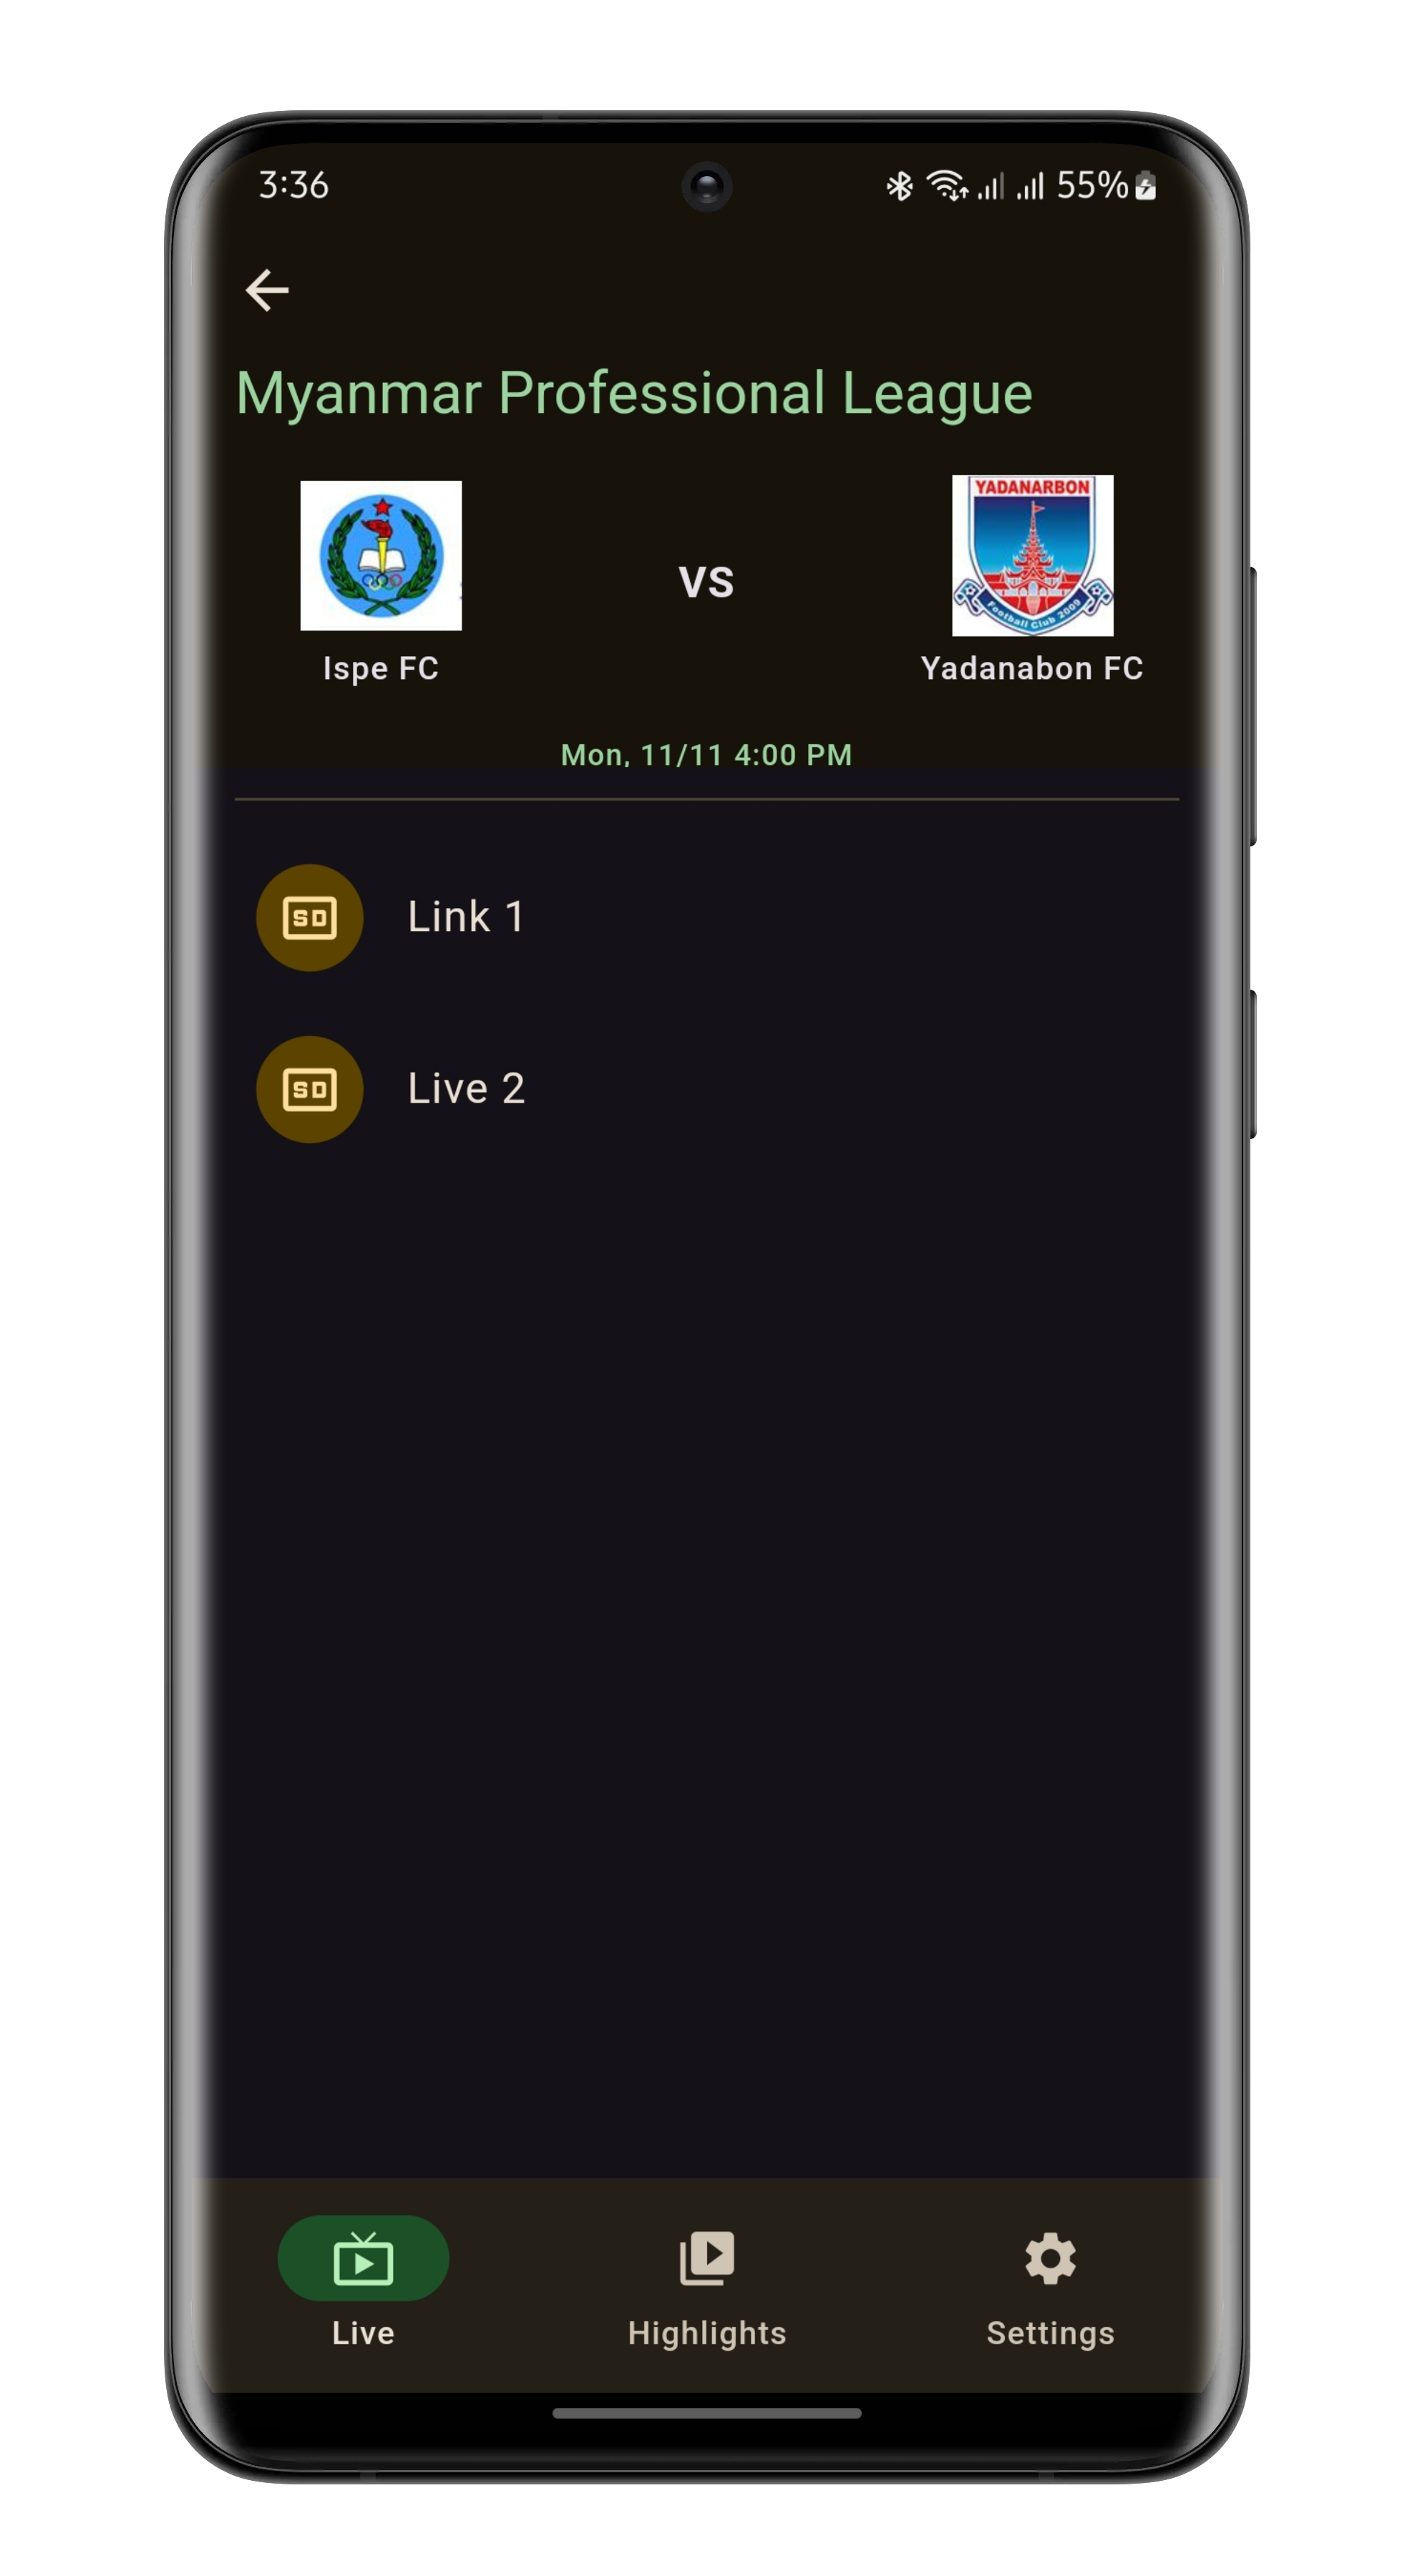 3:36 55%
Myanmar Professional League
YADANARBON
Football Club 2009
VS
Ispe FC Yadanabon FC
Mon, 11/11 4:00 PM
SD Link 1
SD Live 2
Live Highlights Settings